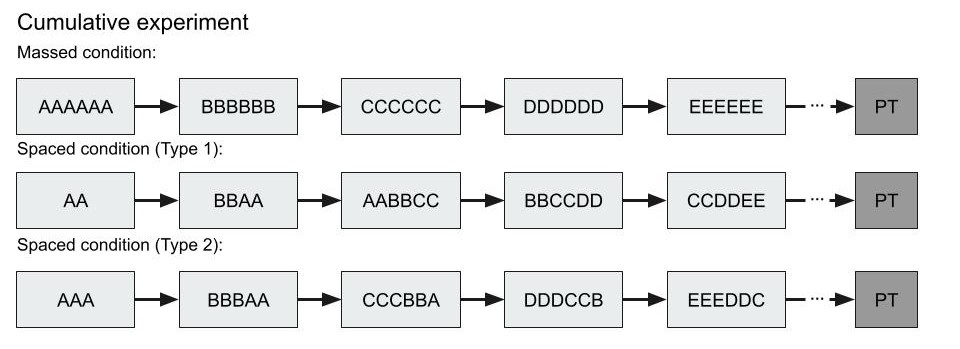 Cumulative experiment
Massed condition:
AAAAAA BBBBBB CCCCCC DDDDDD EEEEEE ... PT
Spaced condition (Type 1):
AA BBAA AABBCC BBCCDD CCDDEE ... PT
Spaced condition (Type 2):
AAA BBBAA CCCBBA DDDCCB EEEDDC ... PT